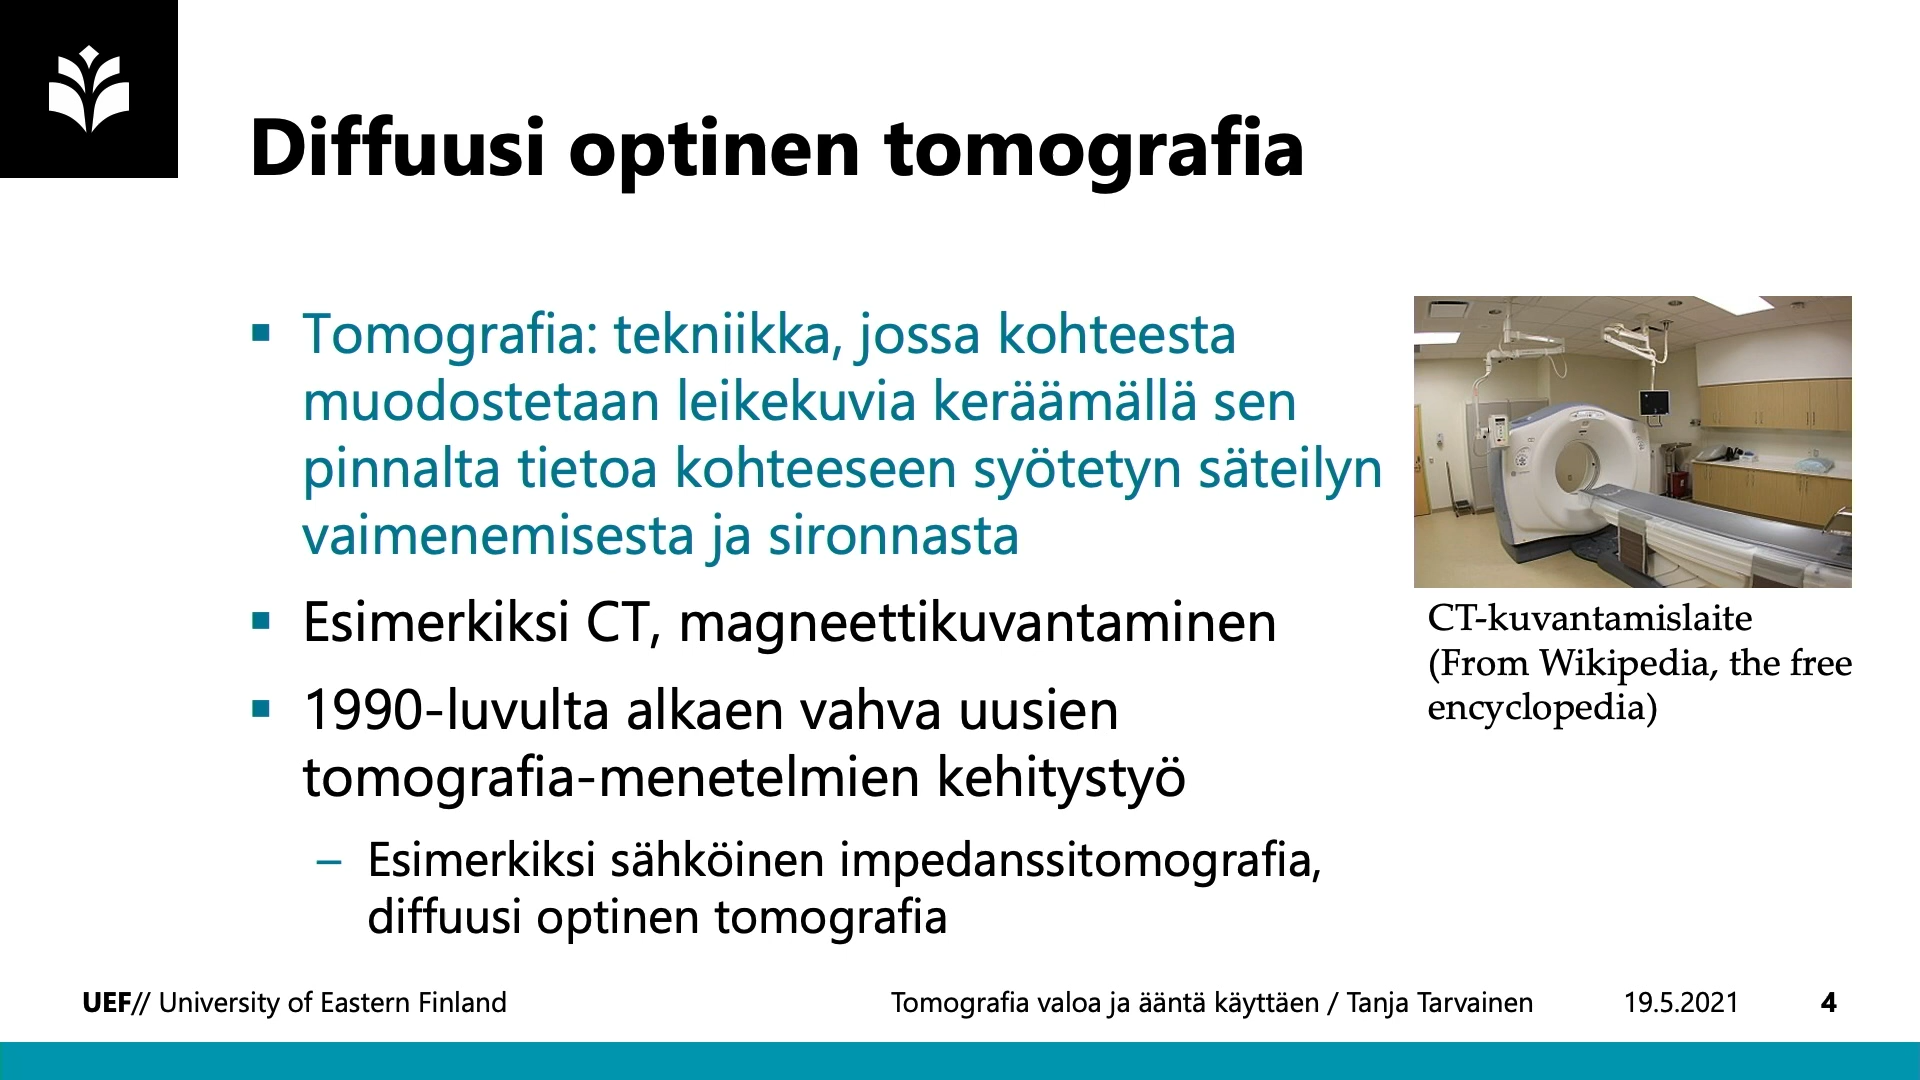 Diffuusi optinen tomografia
▪ Tomografia: tekniikka, jossa kohteesta
muodostetaan leikekuvia keräämällä sen
pinnalta tietoa kohteeseen syötetyn säteilyn
vaimenemisesta ja sironnasta
▪ Esimerkiksi CT, magneettikuvantaminen
▪ 1990-luvulta alkaen vahva uusien
tomografia-menetelmien kehitystyö
– Esimerkiksi sähköinen impedanssitomografia,
diffuusi optinen tomografia
CT-kuvantamislaite
(From Wikipedia, the free
encyclopedia)
UEF// University of Eastern Finland
Tomografia valoa ja ääntä käyttäen / Tanja Tarvainen
19.5.2021
4